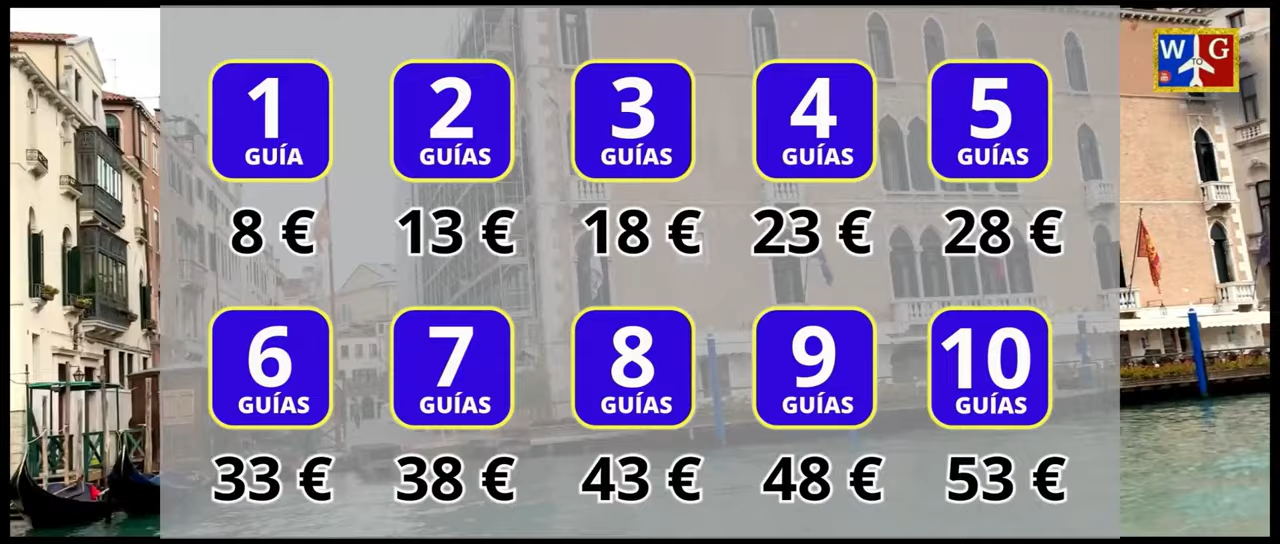 W TO G
1 2 3 4 5
GUÍA GUÍAS GUÍAS GUÍAS GUÍAS
8 € 13 € 18 € 23 € 28 €
6 7 8 9 10
GUÍAS GUÍAS GUÍAS GUÍAS GUÍAS
33 € 38 € 43 € 48 € 53 €